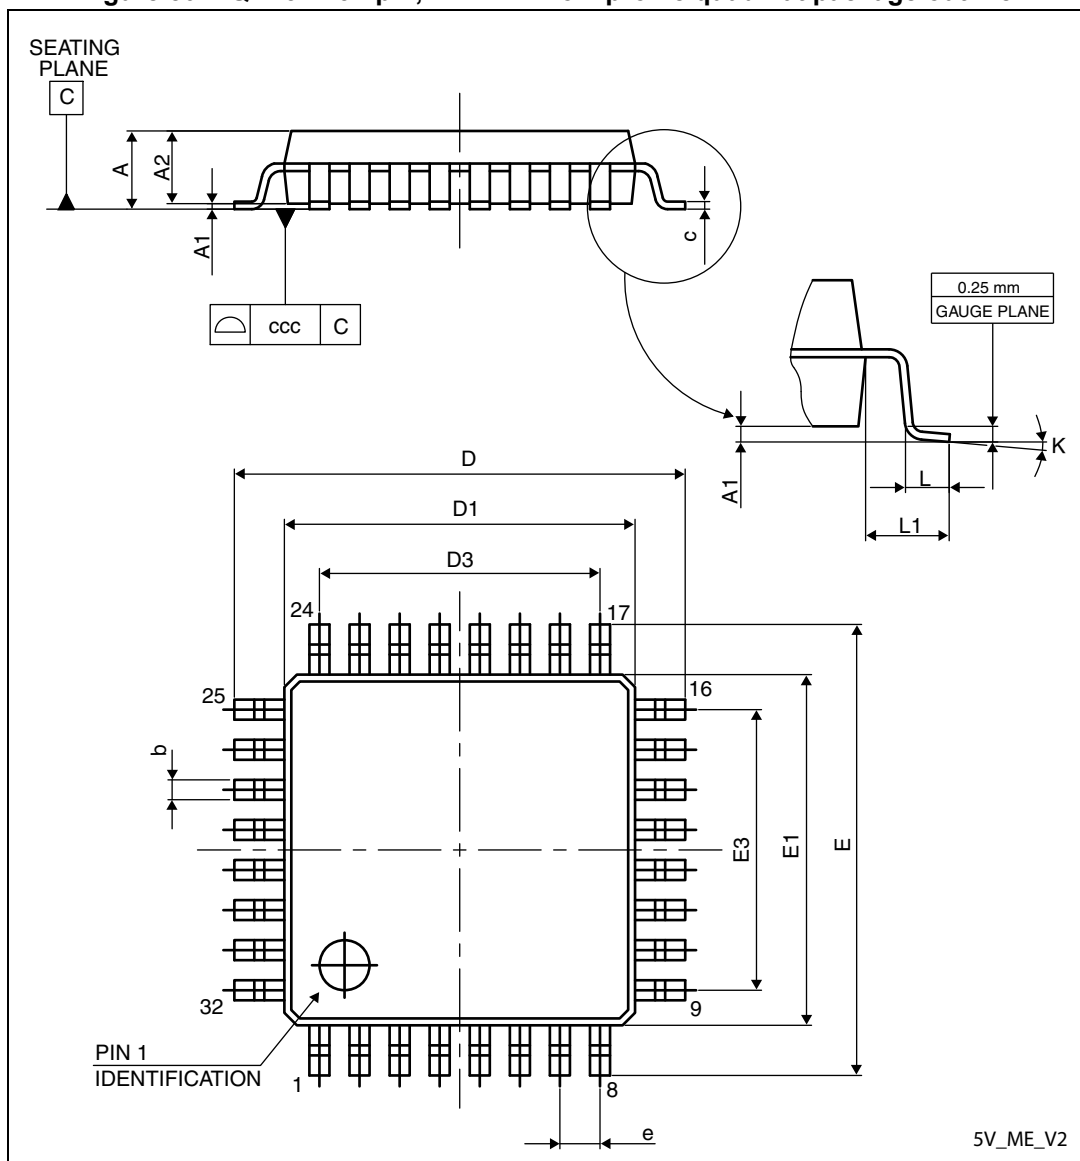 SEATING
PLANE
C
A
A2
A1
c
ccc C
0.25 mm
GAUGE PLANE
K
A1
L
L1
D
D1
D3
24
17
25
16
b
E3
E1
E
32
9
PIN 1
IDENTIFICATION
1
8
e
5V_ME_V2